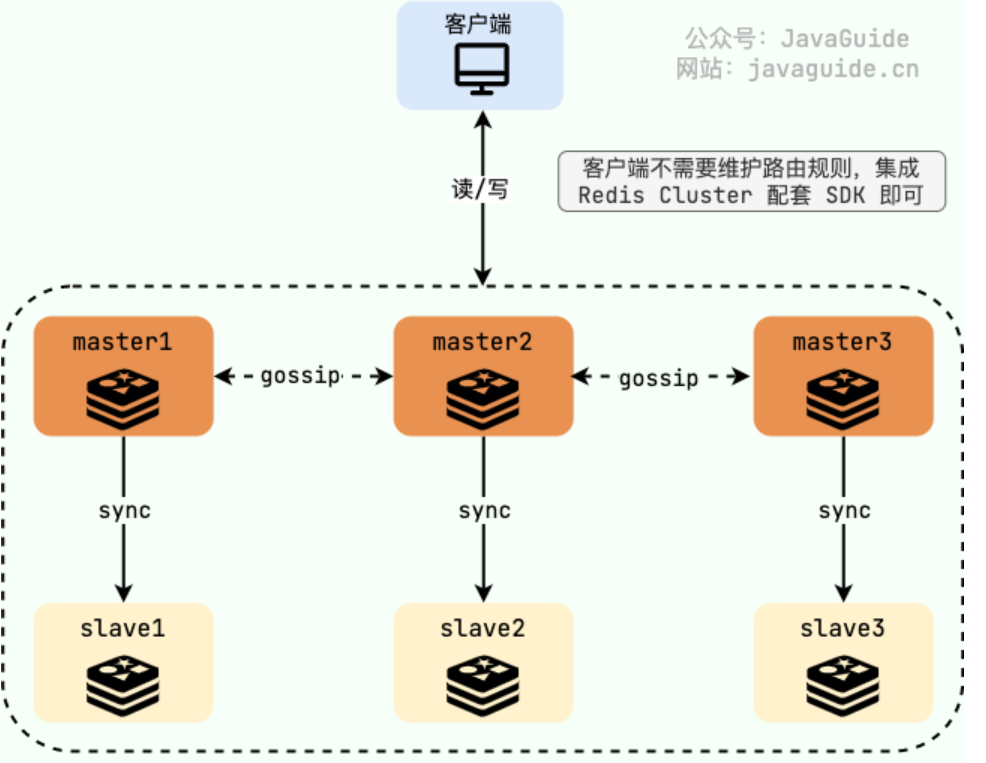 客户端
公众号：JavaGuide
网站：javaguide.cn
读/写
客户端不需要维护路由规则，集成
Redis Cluster 配套 SDK 即可
master1
gossip
master2
gossip
master3
sync
sync
sync
slave1
slave2
slave3